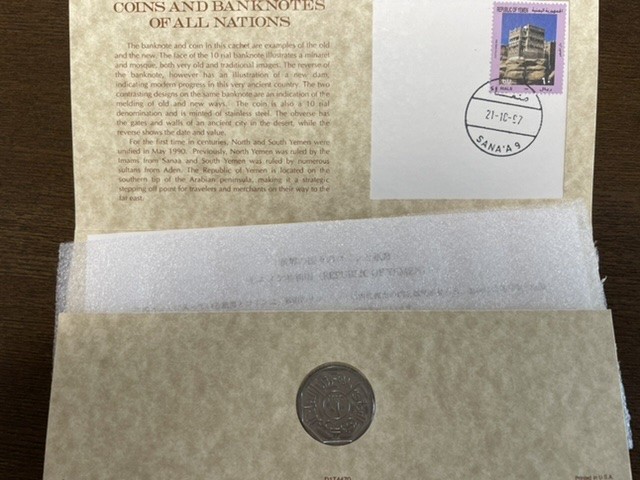 COINS AND BANKNOTES
OF ALL NATIONS
The banknote and coin in this cachet are examples of the old
and the new. The face of the 10 rial banknote illustrates a minaret
and mosque, both very old and traditional images. The reverse of
the banknote, however has an illustration of a new dam,
indicating modern progress in this very ancient country. The two
contrasting designs on the same banknote are an indication of the
melding of old and new ways. The coin is also a 10 rial
denomination and is minted of stainless steel. The obverse has
the gates and walls of an ancient city in the desert, while the
reverse shows the date and value.
For the first time in centuries, North and South Yemen were
unified in May 1990. Previously, North Yemen was ruled by the
Imams from Sanaa and South Yemen was ruled by numerous
sultans from Aden. The Republic of Yemen is located on the
southern tip of the Arabian peninsula, making it a strategic
stepping off point for travelers and merchants on their way to the
far east.
REPUBLIC OF YEMEN
الجمهورية اليمنية
صنعاء
21-10-97
SANA'A 9
Printed in U.S.A.